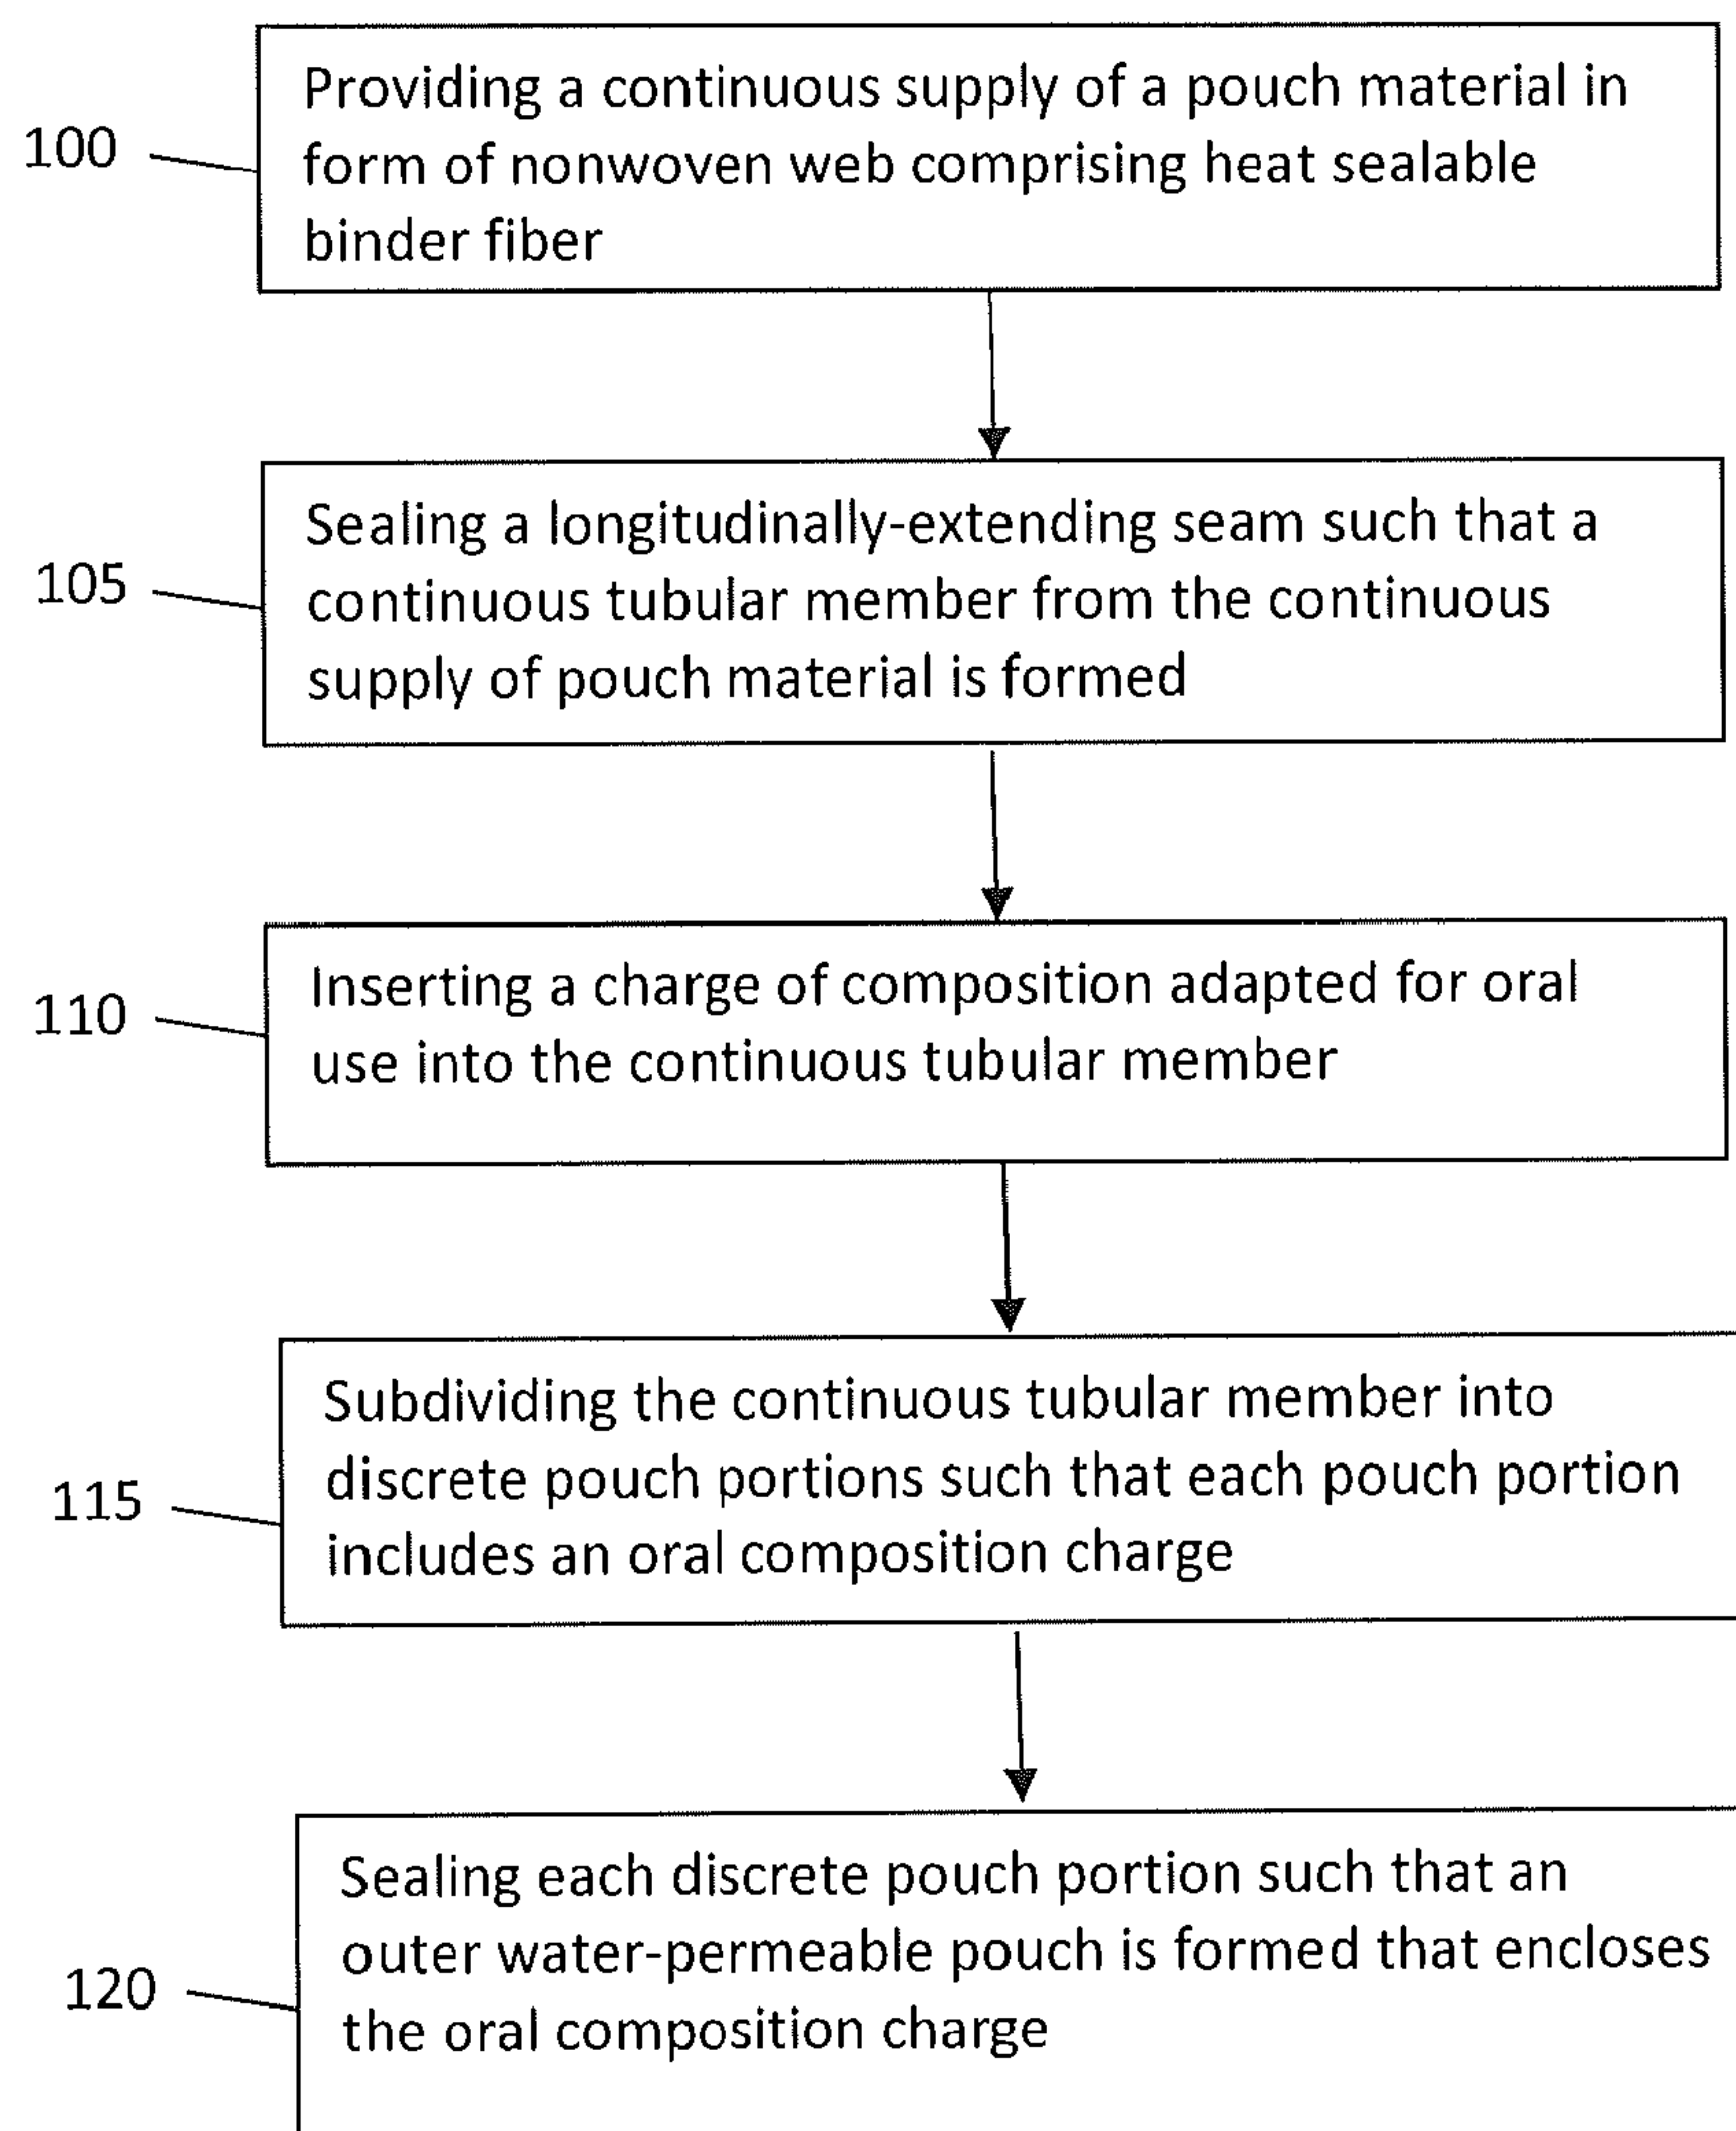 100
Providing a continuous supply of a pouch material in
form of nonwoven web comprising heat sealable
binder fiber
105
Sealing a longitudinally-extending seam such that a
continuous tubular member from the continuous
supply of pouch material is formed
110
Inserting a charge of composition adapted for oral
use into the continuous tubular member
115
Subdividing the continuous tubular member into
discrete pouch portions such that each pouch portion
includes an oral composition charge
120
Sealing each discrete pouch portion such that an
outer water-permeable pouch is formed that encloses
the oral composition charge